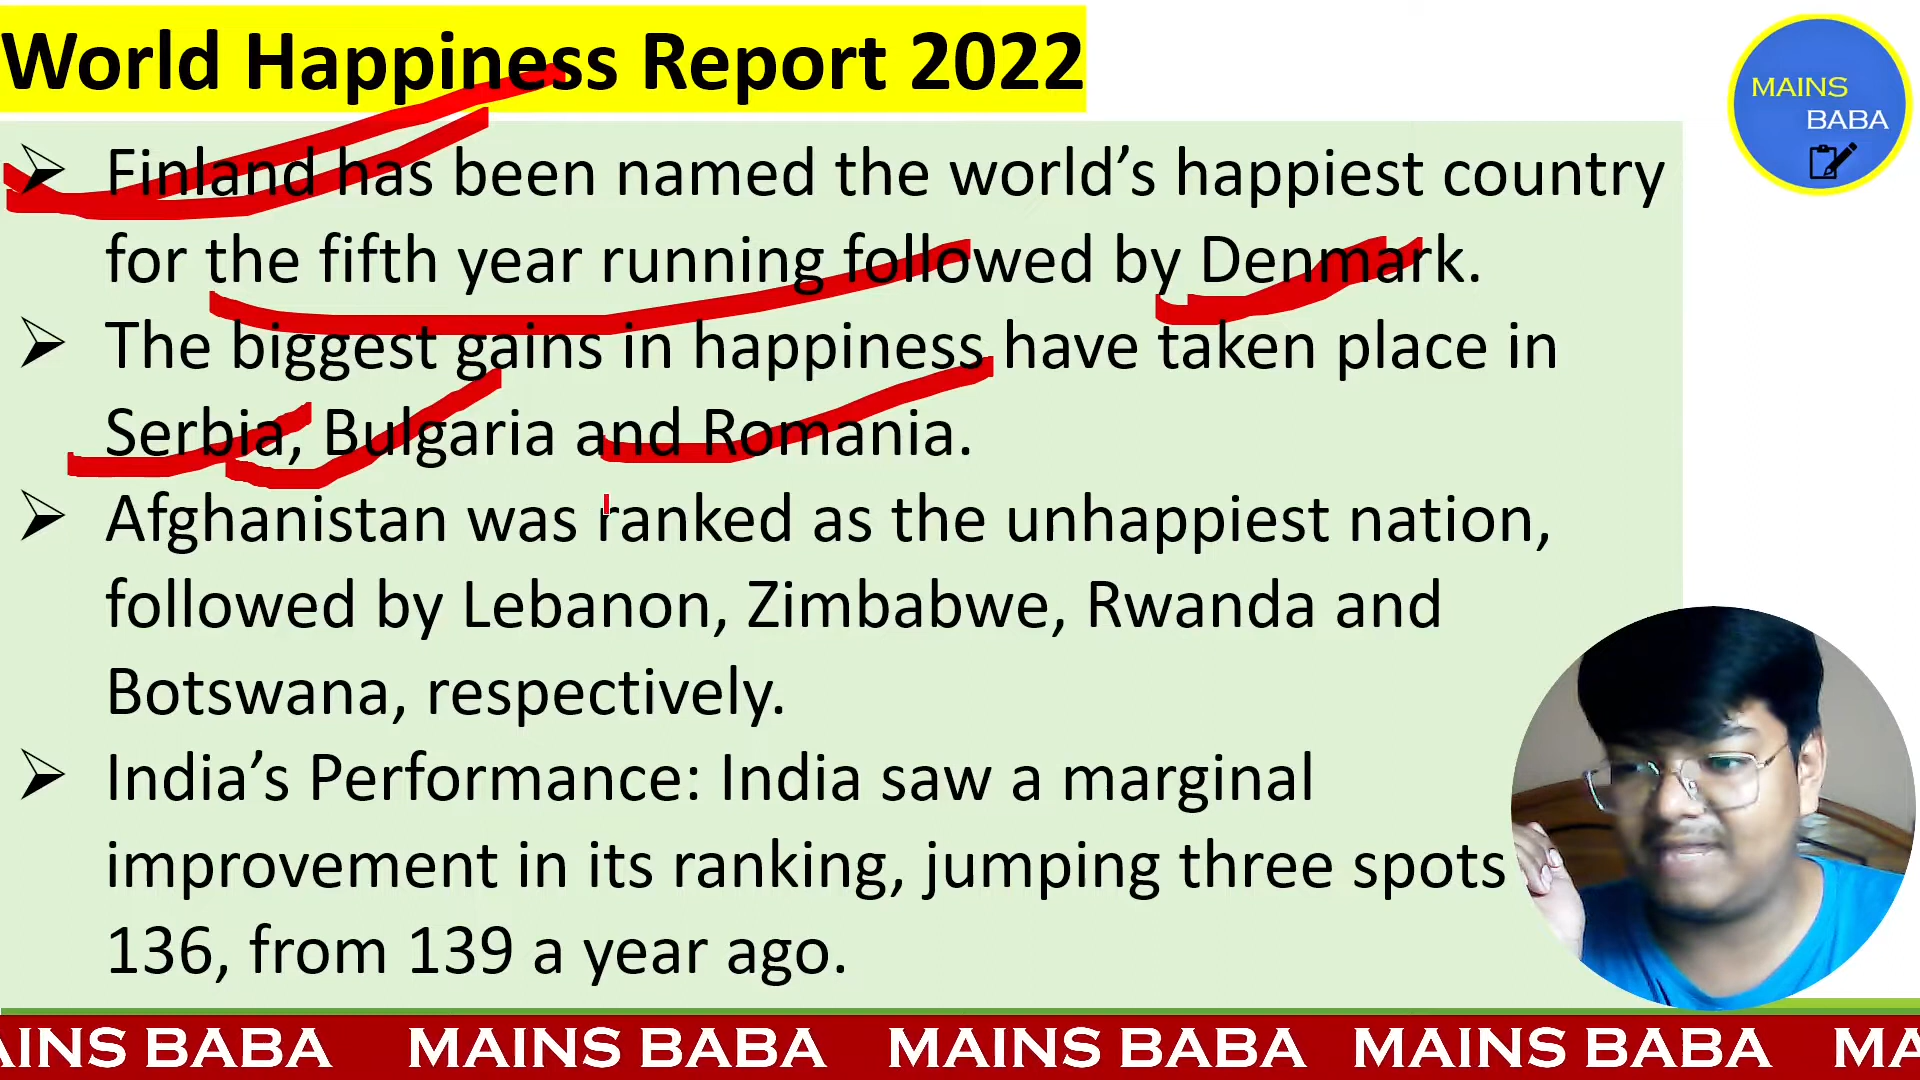 World Happiness Report 2022
MAINS
BABA
Finland has been named the world’s happiest country
for the fifth year running followed by Denmark.
The biggest gains in happiness have taken place in
Serbia, Bulgaria and Romania.
Afghanistan was ranked as the unhappiest nation,
followed by Lebanon, Zimbabwe, Rwanda and
Botswana, respectively.
India’s Performance: India saw a marginal
improvement in its ranking, jumping three spots
136, from 139 a year ago.
AINS BABA MAINS BABA MAINS BABA MAINS BABA MA